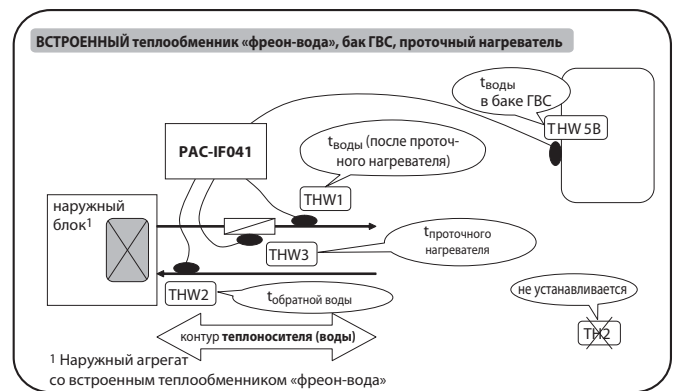 ВСТРОЕННЫЙ теплообменник «фреон-вода», бак ГВС, проточный нагреватель
tводы
в баке ГВС
THW 5B
PAC-IF041
tводы (после проточ-
ного нагревателя)
THW1
наружный
блок1
tпроточного
нагревателя
THW3
THW2
tобратной воды
не устанавливается
TH2
контур теплоносителя (воды)
1 Наружный агрегат
со встроенным теплообменником «фреон-вода»